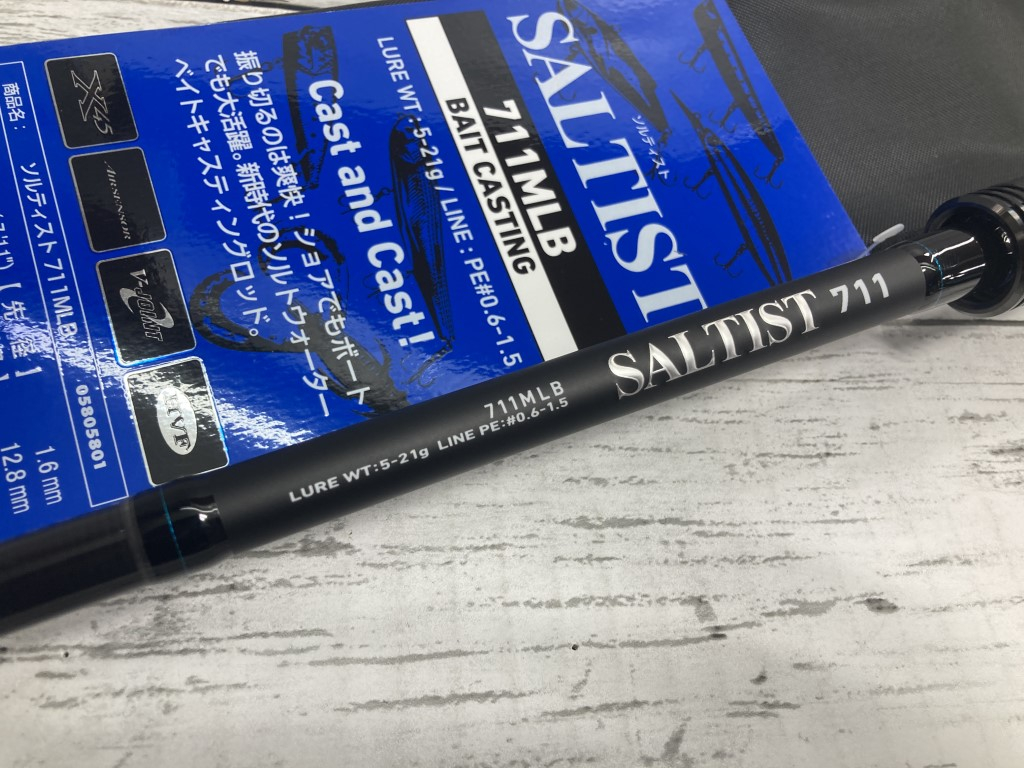 SALTIST
ソルティスト
711MLB
BAIT CASTING
LURE WT:5-21g / LINE : PE#0.6-1.5
Cast and Cast!
振り切るのは爽快！ショアでもボート
でも大活躍。新時代のソルトウォーター
ベイトキャスティングロッド。
X45
AIRSENSOR
V-JOINT
HVF
商品名： ソルティスト 711MLB
05805801
1.6 mm
12.8 mm
SALTIST 711
711MLB
LURE WT:5-21g LINE PE:#0.6-1.5